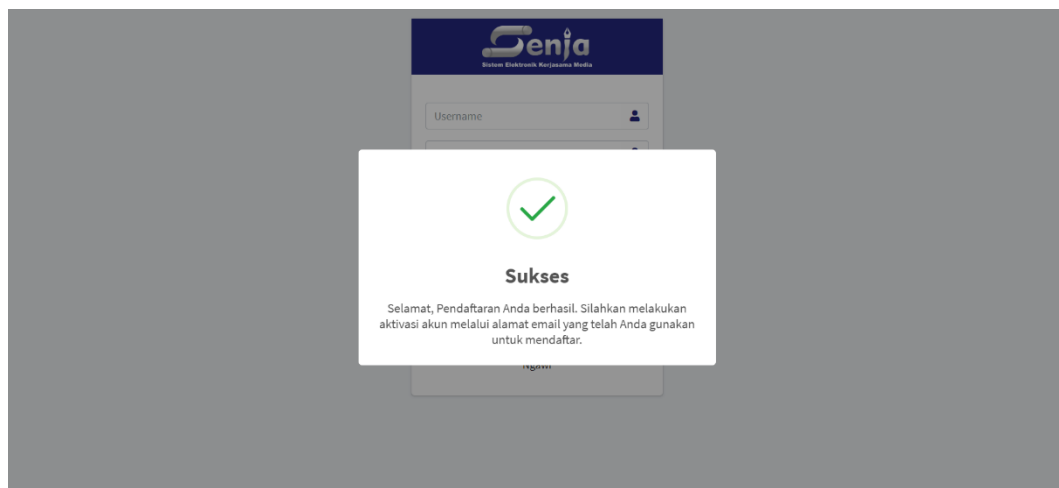 Senja
Sistem Elektronik Kerjasama Media
Username
Sukses
Selamat, Pendaftaran Anda berhasil. Silahkan melakukan
aktivasi akun melalui alamat email yang telah Anda gunakan
untuk mendaftar.
Ngawi